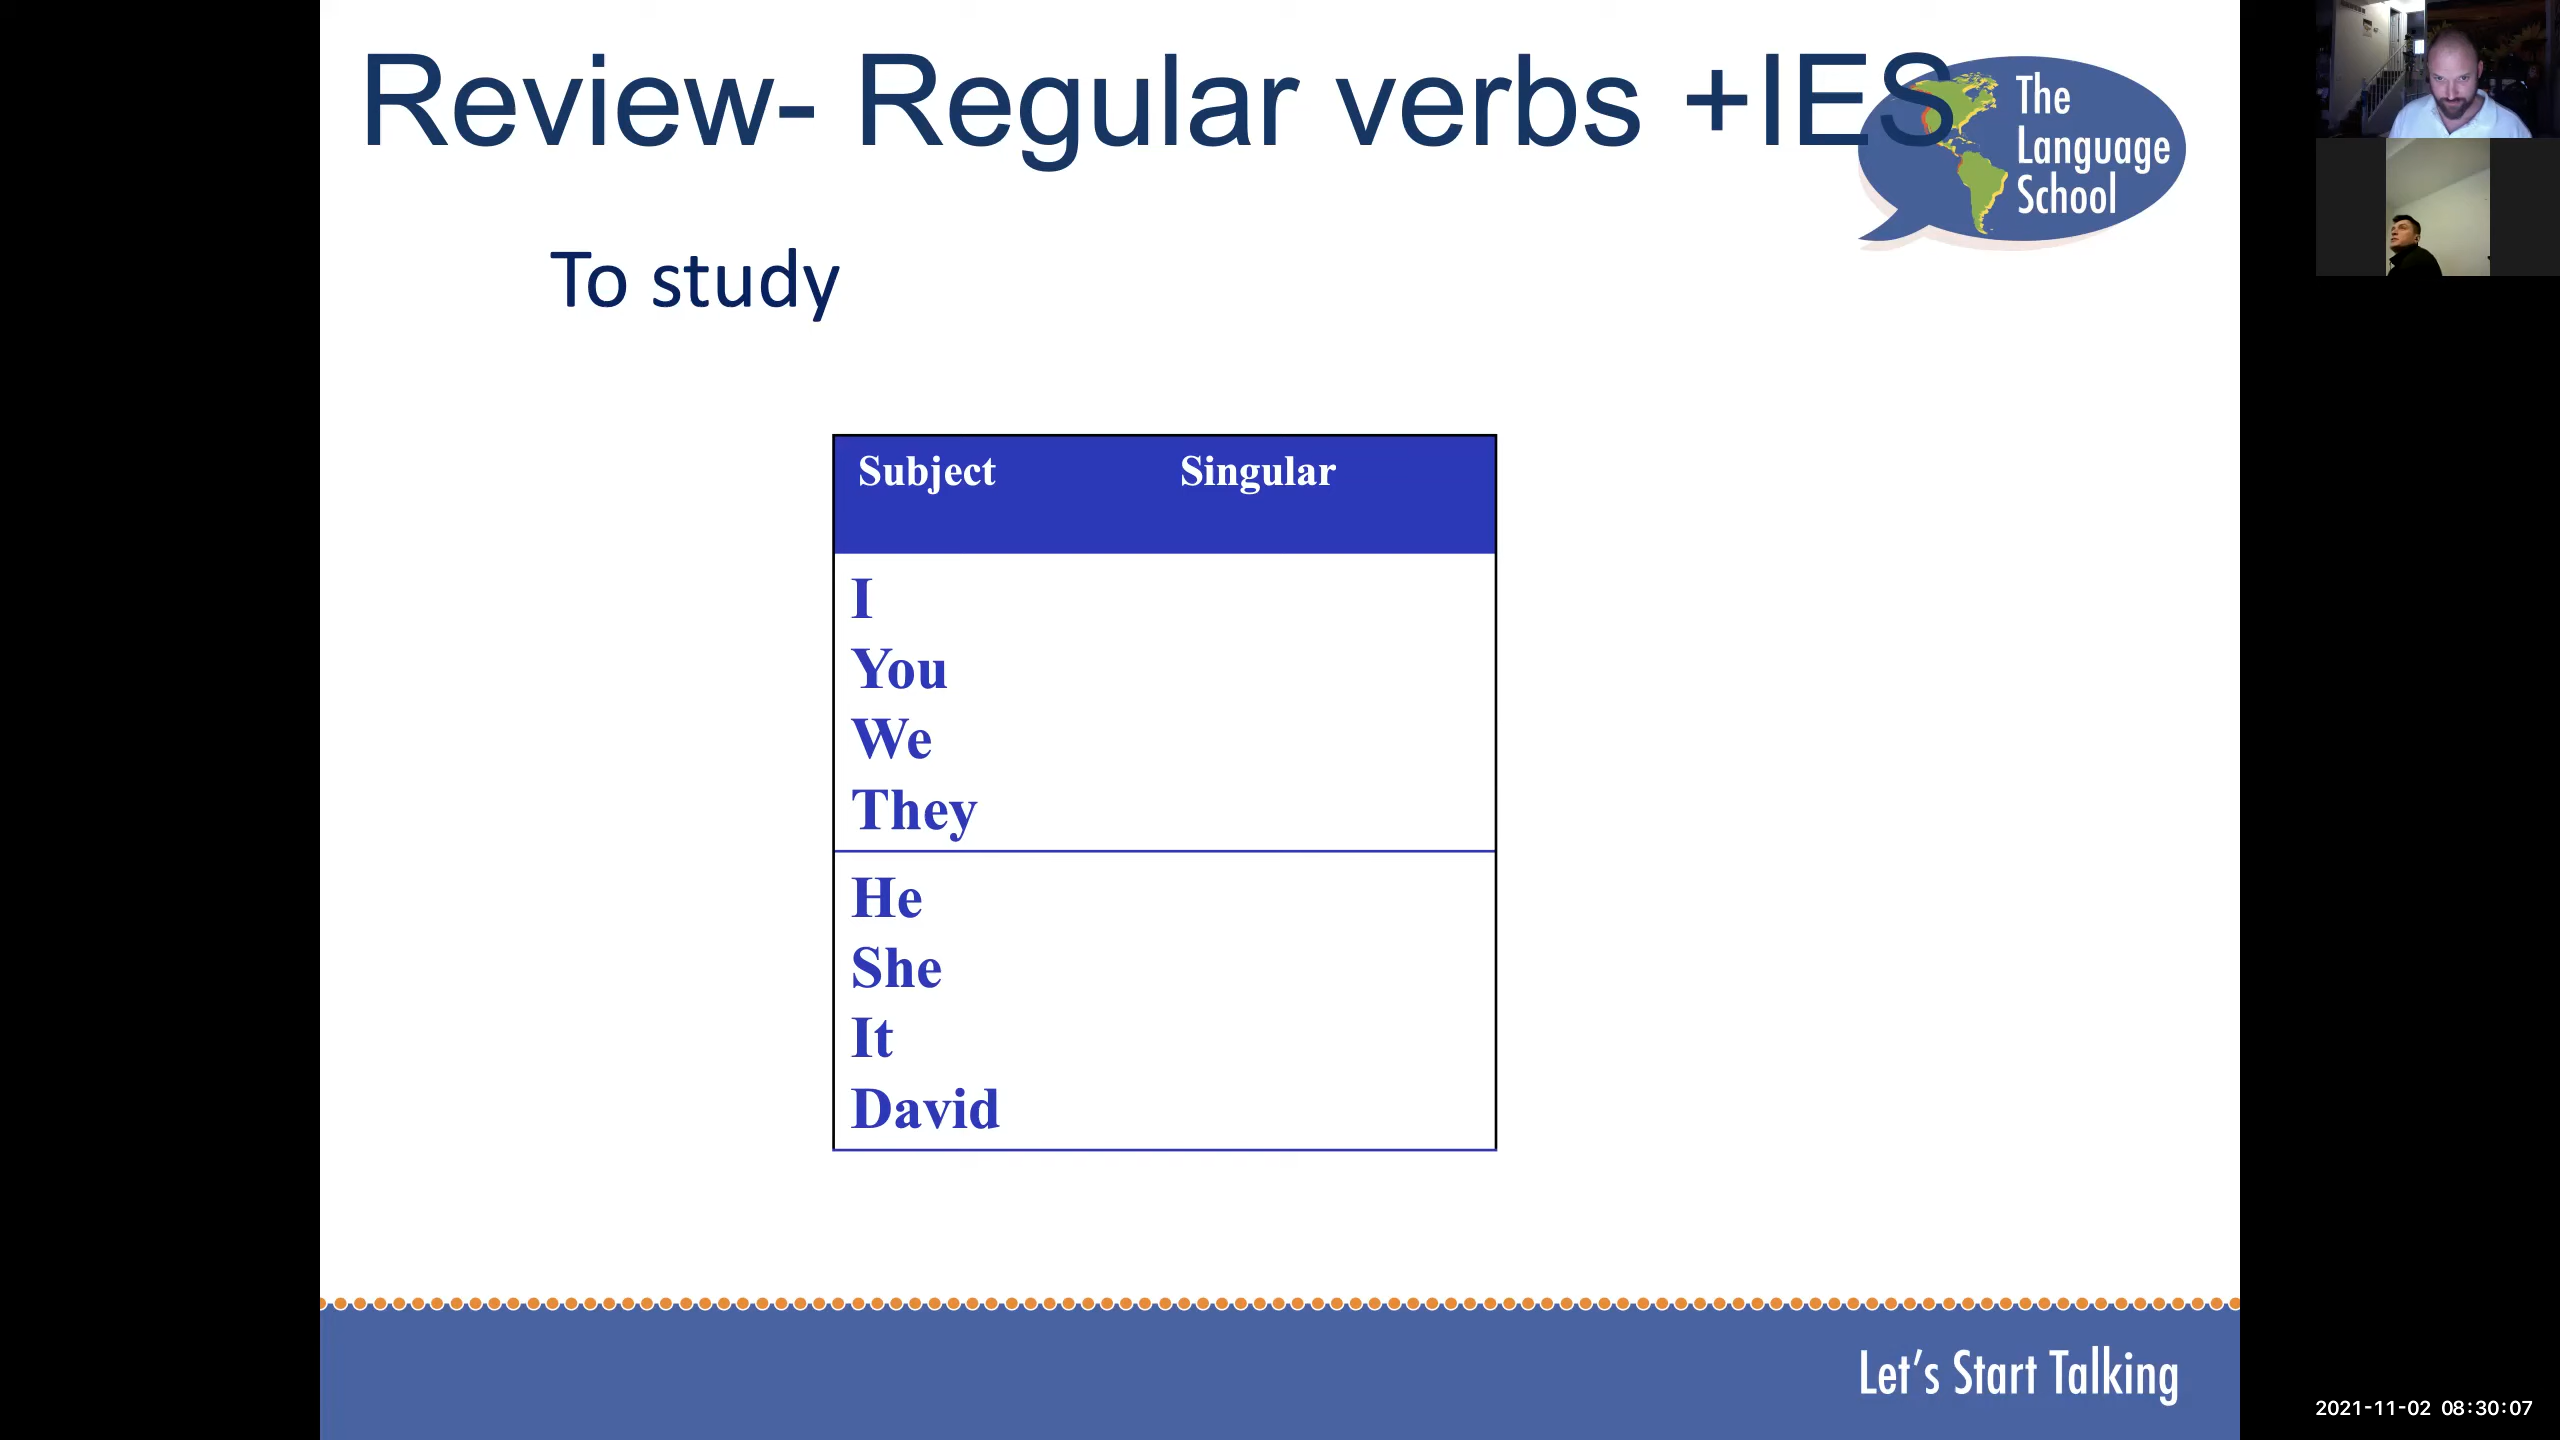 Review- Regular verbs +IES
The
Language
School
To study
Subject Singular
I
You
We
They
He
She
It
David
Let's Start Talking
2021-11-02 08:30:07